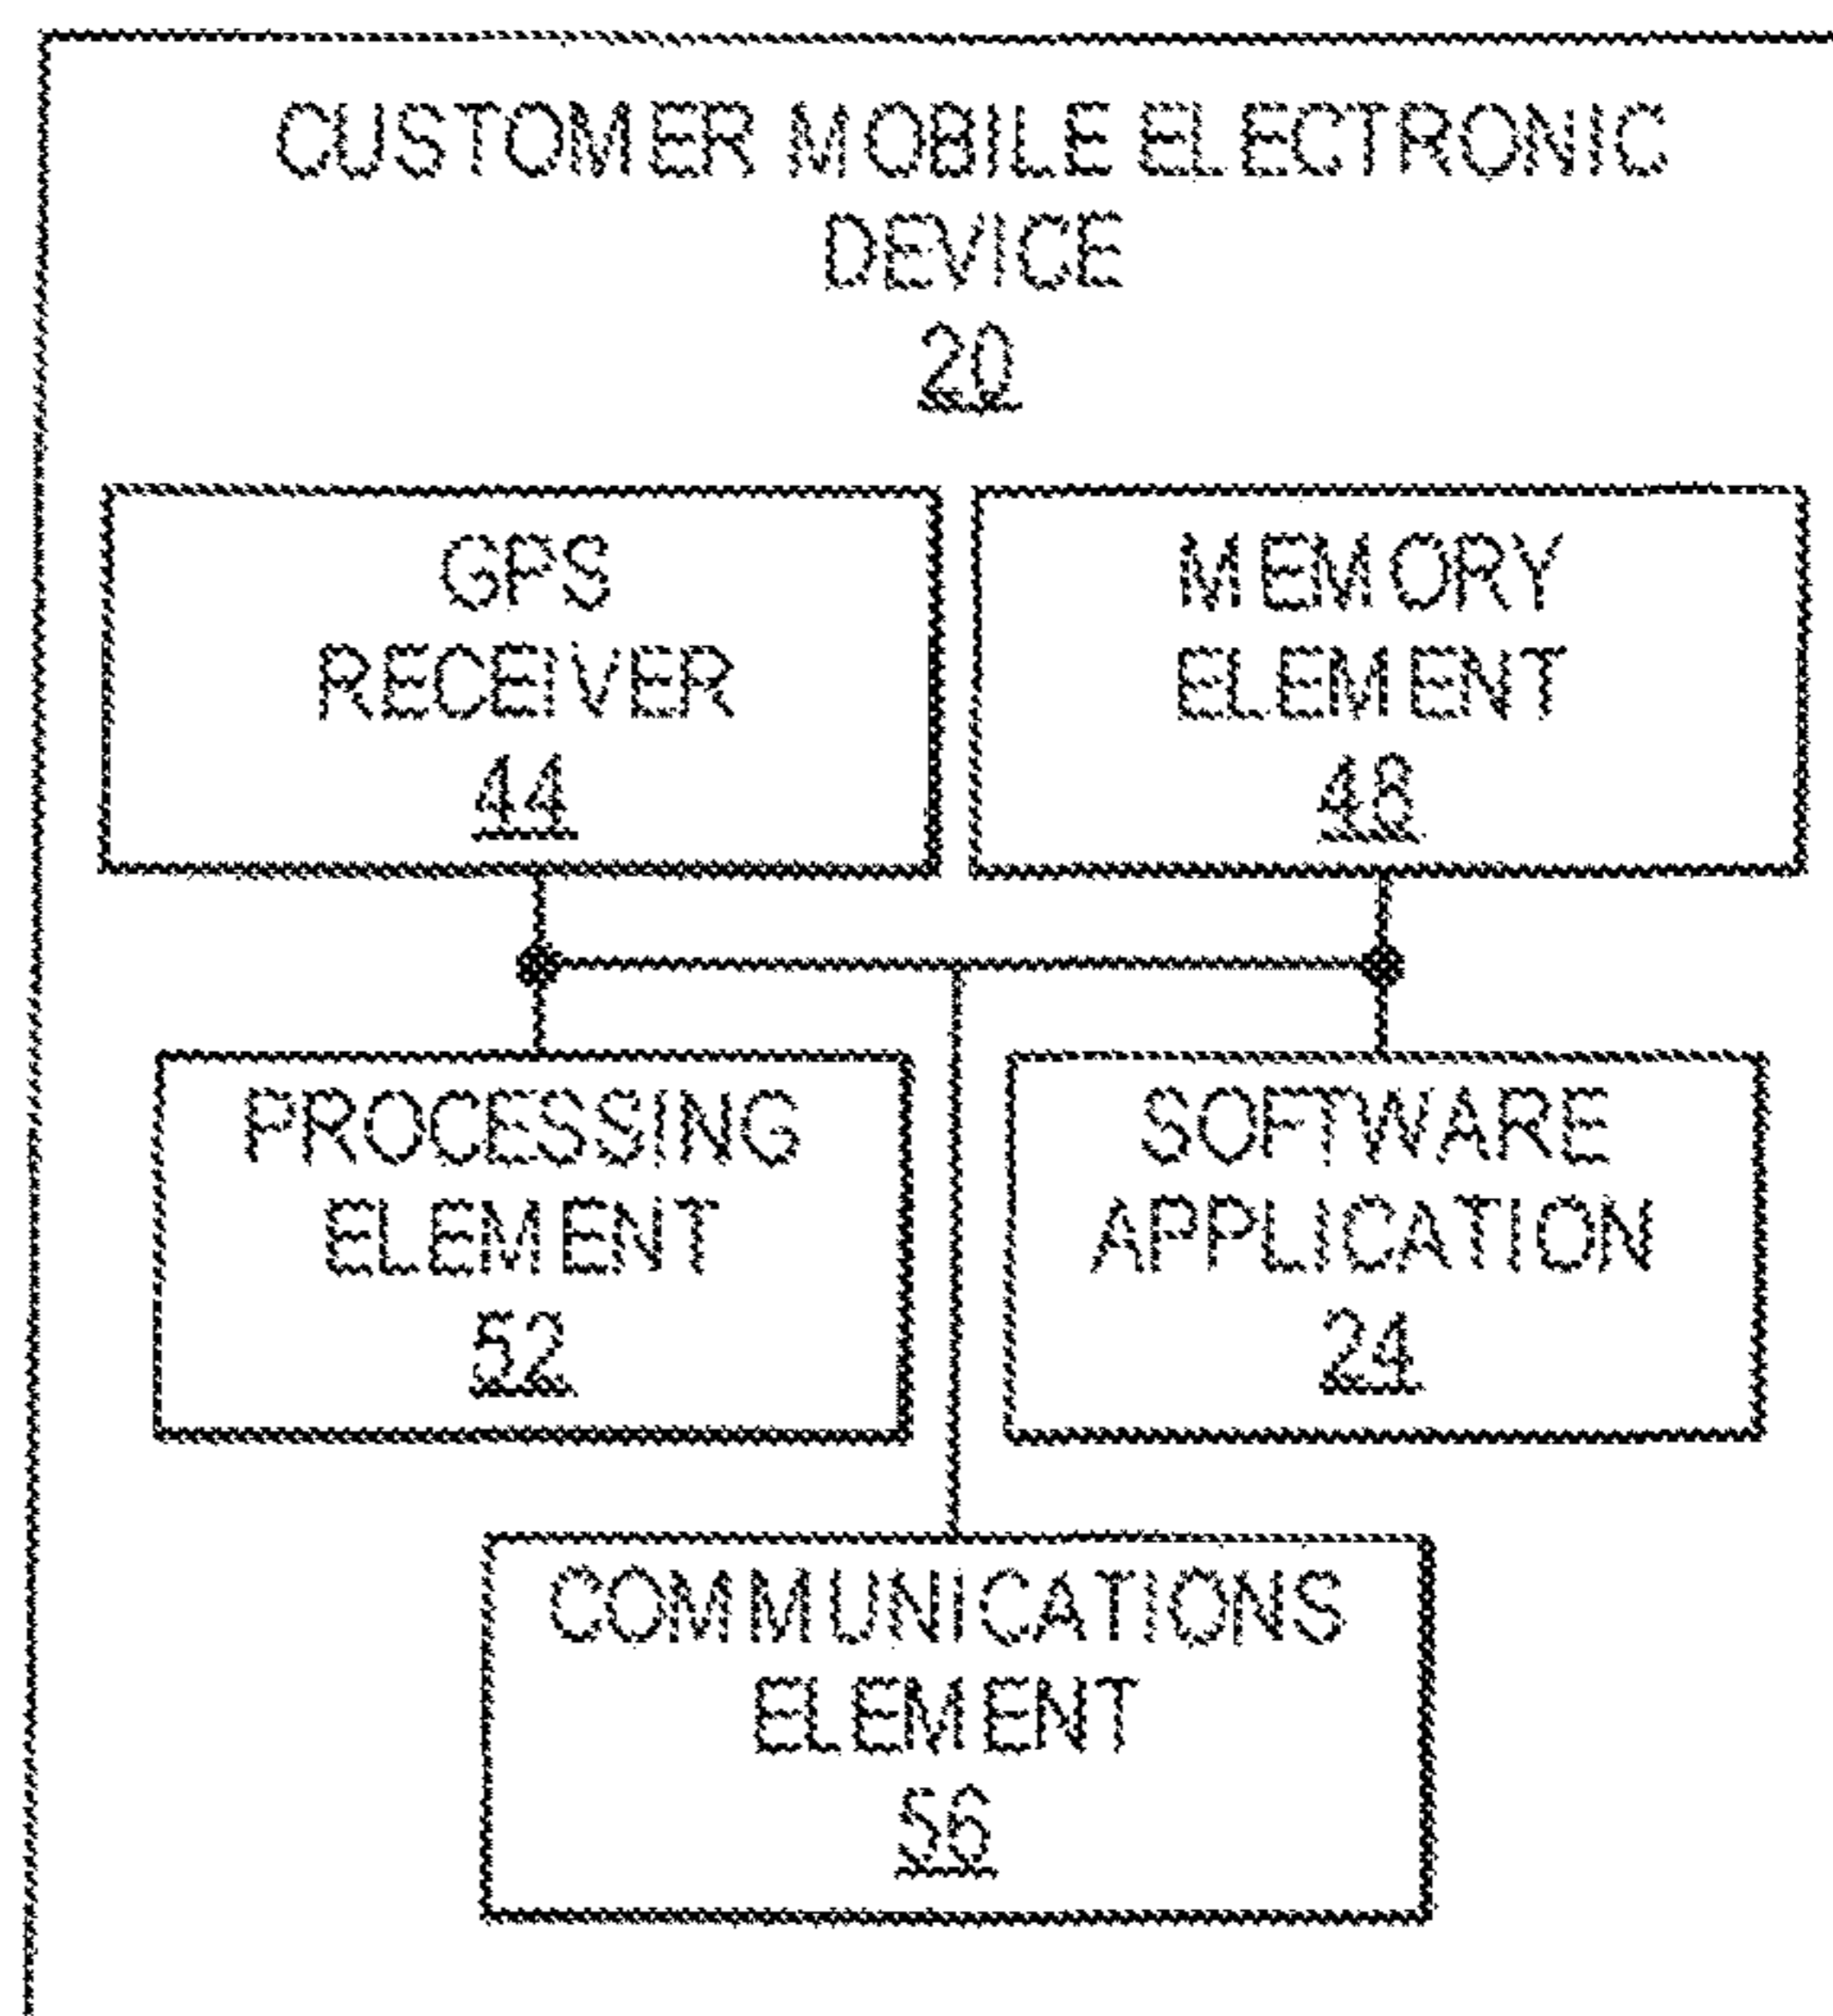 CUSTOMER MOBILE ELECTRONIC
DEVICE
20
GPS
RECEIVER
44
MEMORY
ELEMENT
48
PROCESSING
ELEMENT
52
SOFTWARE
APPLICATION
24
COMMUNICATIONS
ELEMENT
56